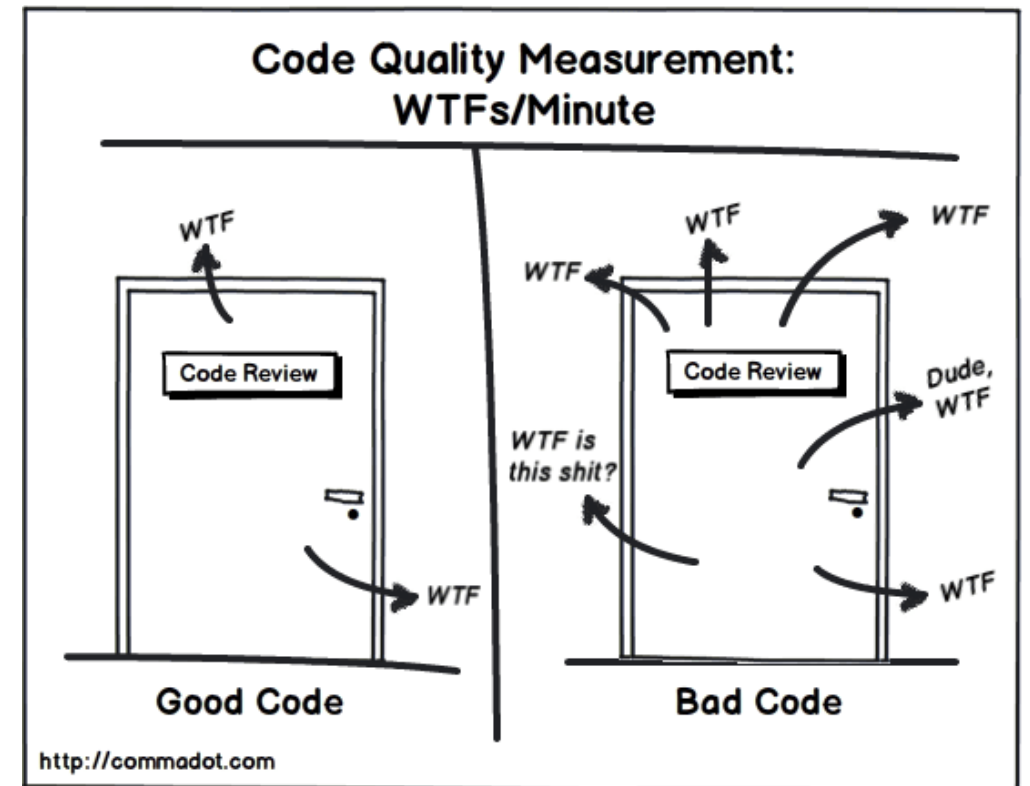 Code Quality Measurement:
WTFs/Minute
WTF
Code Review
WTF
Good Code
WTF
WTF
WTF
Code Review
Dude,
WTF
WTF is
this shit?
WTF
Bad Code
http://commadot.com